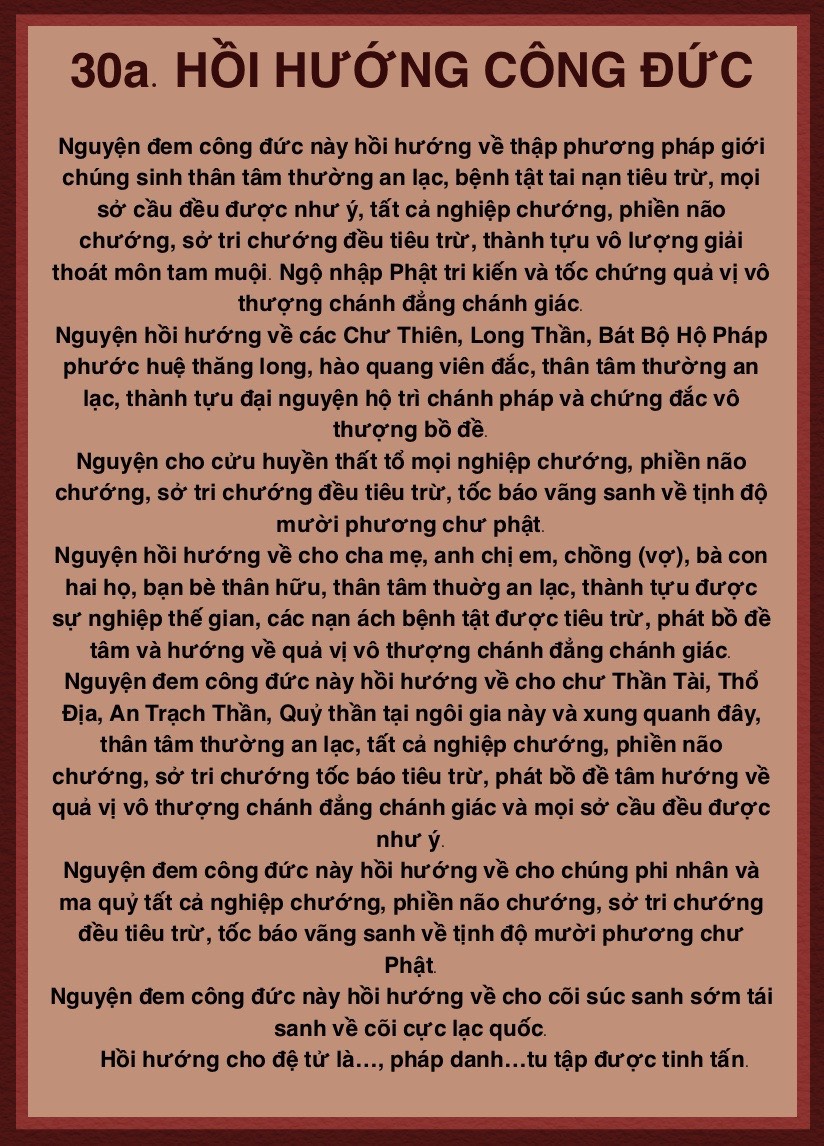 30a. HỒI HƯỚNG CÔNG ĐỨC
Nguyện đem công đức này hồi hướng về thập phương pháp giới
chúng sinh thân tâm thường an lạc, bệnh tật tai nạn tiêu trừ, mọi
sở cầu đều được như ý, tất cả nghiệp chướng, phiền não
chướng, sở tri chướng đều tiêu trừ, thành tựu vô lượng giải
thoát môn tam muội. Ngộ nhập Phật tri kiến và tốc chứng quả vị vô
thượng chánh đẳng chánh giác.
Nguyện hồi hướng về các Chư Thiên, Long Thần, Bát Bộ Hộ Pháp
phước huệ thăng long, hào quang viên đắc, thân tâm thường an
lạc, thành tựu đại nguyện hộ trì chánh pháp và chứng đắc vô
thượng bồ đề.
Nguyện cho cửu huyền thất tổ mọi nghiệp chướng, phiền não
chướng, sở tri chướng đều tiêu trừ, tốc báo vãng sanh về tịnh độ
mười phương chư phật.
Nguyện hồi hướng về cho cha mẹ, anh chị em, chồng (vợ), bà con
hai họ, bạn bè thân hữu, thân tâm thuờg an lạc, thành tựu được
sự nghiệp thế gian, các nạn ách bệnh tật được tiêu trừ, phát bồ đề
tâm và hướng về quả vị vô thượng chánh đẳng chánh giác.
Nguyện đem công đức này hồi hướng về cho chư Thần Tài, Thổ
Địa, An Trạch Thần, Quỷ thần tại ngôi gia này và xung quanh đây,
thân tâm thường an lạc, tất cả nghiệp chướng, phiền não
chướng, sở tri chướng tốc báo tiêu trừ, phát bồ đề tâm hướng về
quả vị vô thượng chánh đẳng chánh giác và mọi sở cầu đều được
như ý.
Nguyện đem công đức này hồi hướng về cho chúng phi nhân và
ma quỷ tất cả nghiệp chướng, phiền não chướng, sở tri chướng
đều tiêu trừ, tốc báo vãng sanh về tịnh độ mười phương chư
Phật.
Nguyện đem công đức này hồi hướng về cho cõi súc sanh sớm tái
sanh về cõi cực lạc quốc.
Hồi hướng cho đệ tử là..., pháp danh...tu tập được tinh tấn.